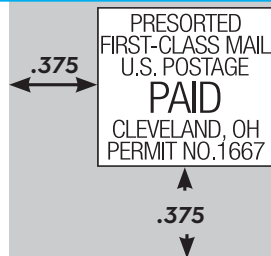 PRESORTED
FIRST-CLASS MAIL
U.S. POSTAGE
PAID
CLEVELAND, OH
PERMIT NO.1667
.375
.375